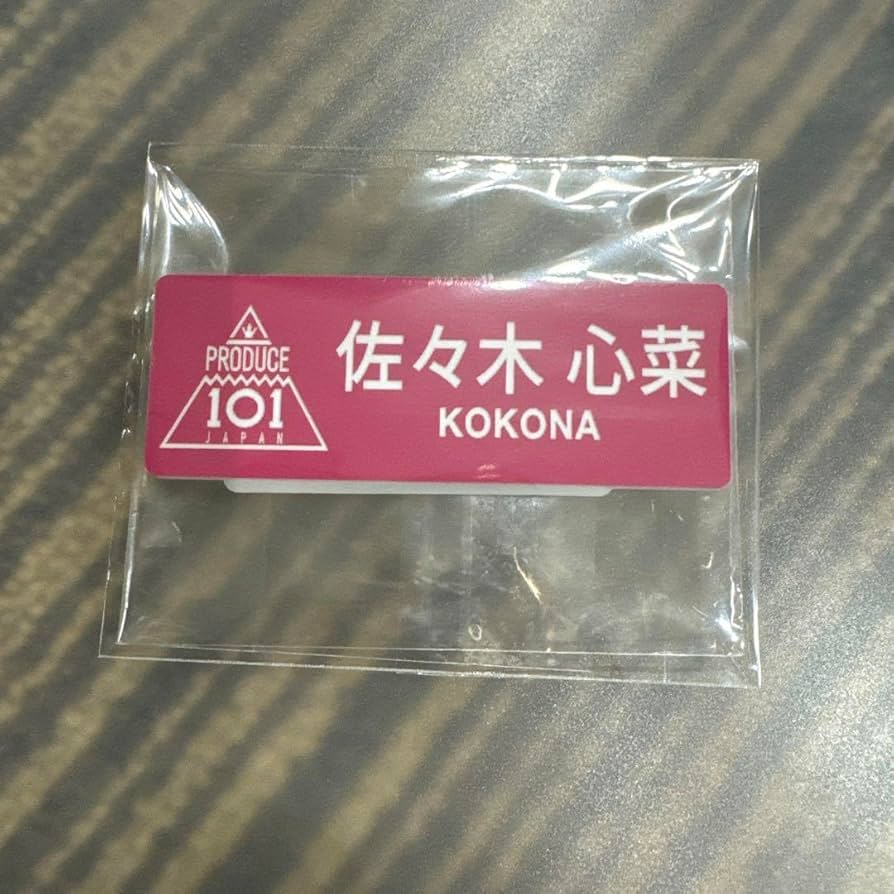 PRODUCE
101
JAPAN
佐々木 心菜
KOKONA